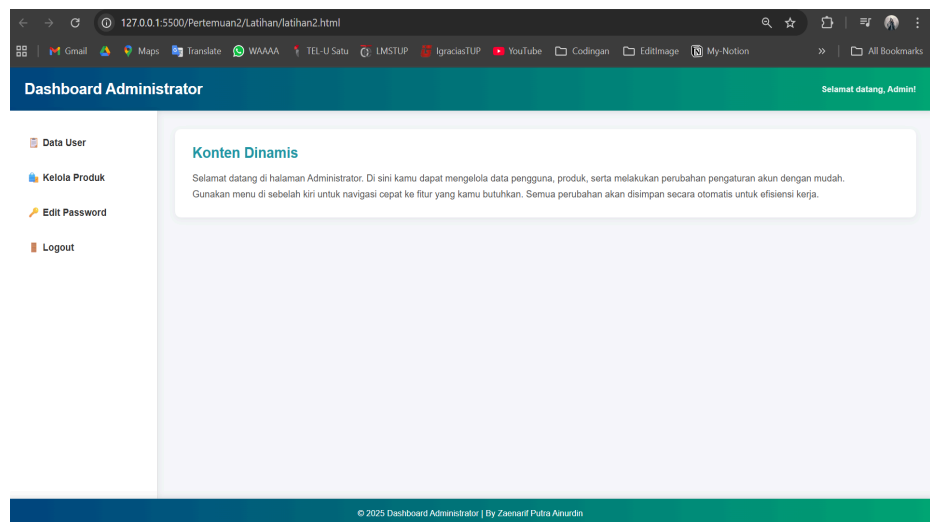 127.0.0.1:5500/Pertemuan2/Latihan/latihan2.html
Gmail Maps Translate WAAAA TEL-U Satu LMSTUP IgraciasTUP YouTube Codingan EditImage My-Notion » All Bookmarks
Dashboard Administrator Selamat datang, Admin!
Data User
Kelola Produk
Edit Password
Logout
Konten Dinamis
Selamat datang di halaman Administrator. Di sini kamu dapat mengelola data pengguna, produk, serta melakukan perubahan pengaturan akun dengan mudah.
Gunakan menu di sebelah kiri untuk navigasi cepat ke fitur yang kamu butuhkan. Semua perubahan akan disimpan secara otomatis untuk efisiensi kerja.
© 2025 Dashboard Administrator | By Zaenarif Putra Ainurdin